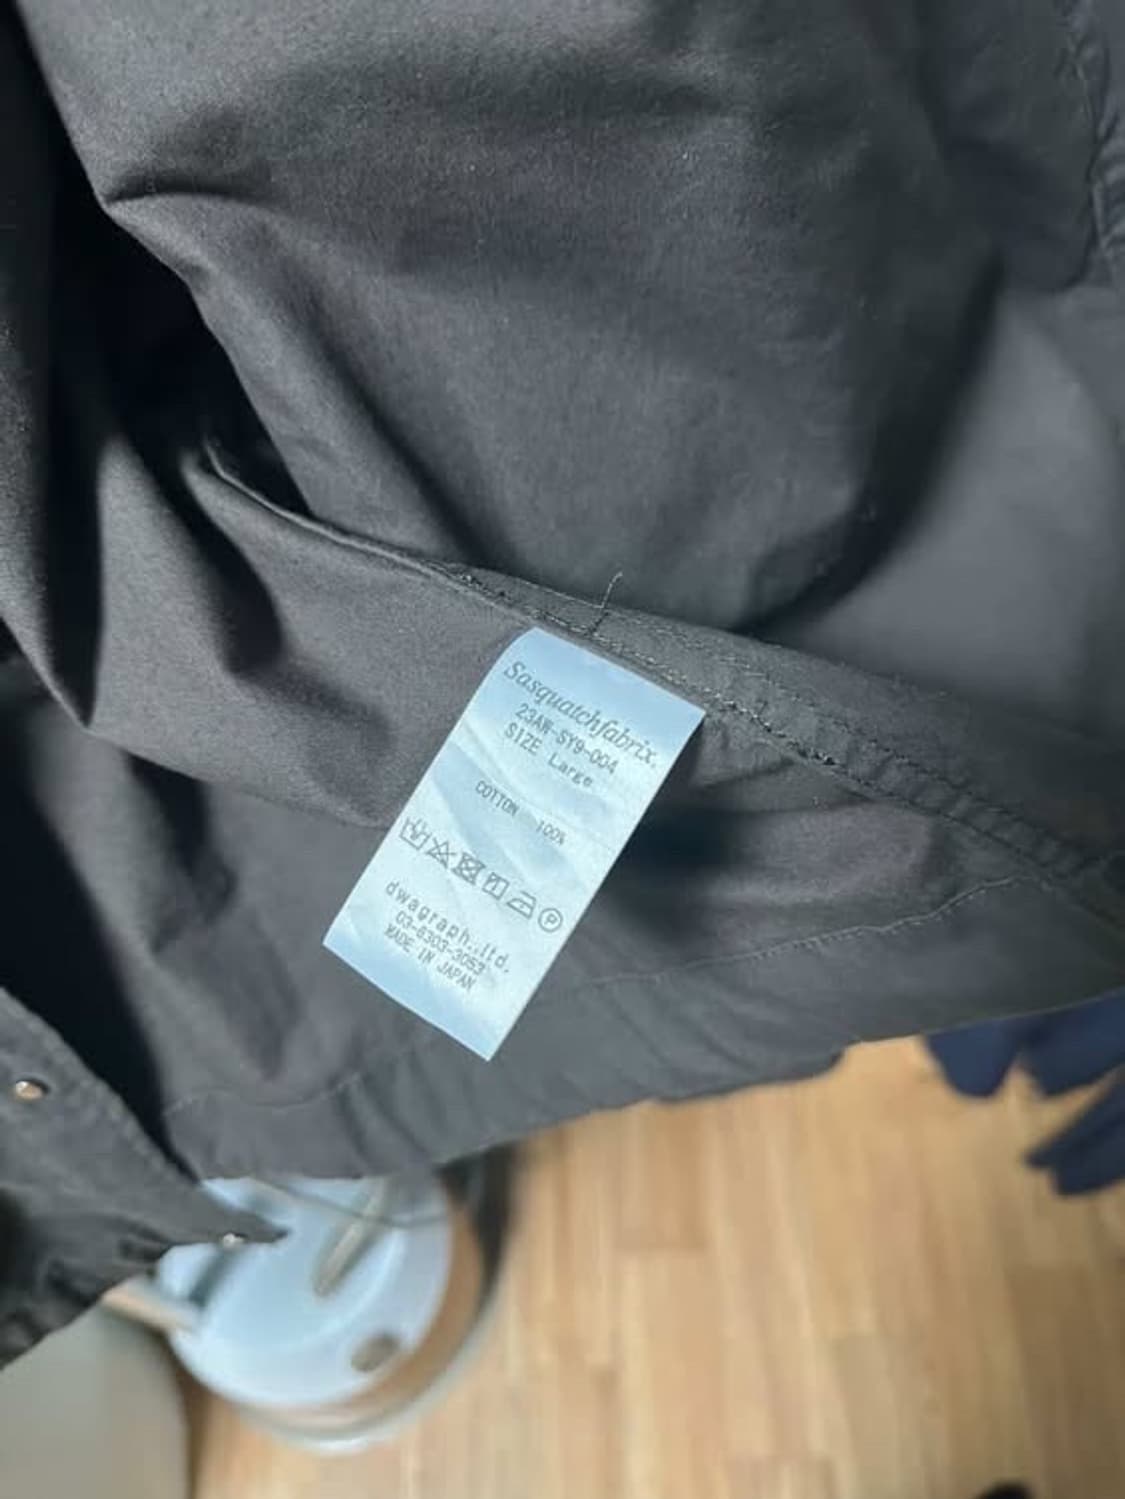 Sasquatchfabrix.
23AW-SY9-004
SIZE Large
COTTON 100%
P
dwagraph.,ltd.
03-6303-3053
MADE IN JAPAN